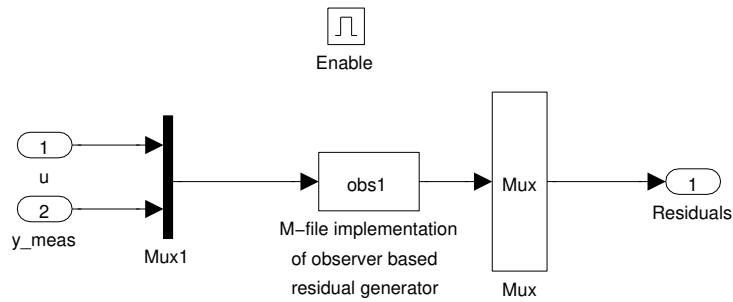 Enable
1
u
2
y_meas
Mux1
obs1
M−file implementation
of observer based
residual generator
Mux
Mux
1
Residuals